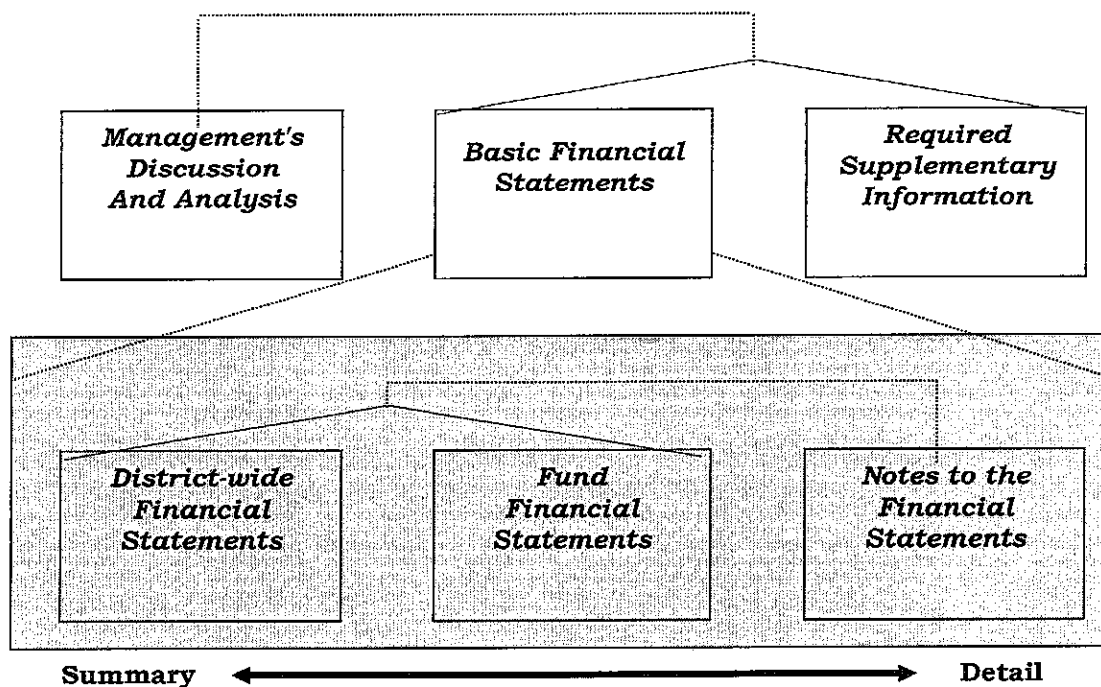 Management's
Discussion
And Analysis
Basic Financial
Statements
Required
Supplementary
Information
District-wide
Financial
Statements
Fund
Financial
Statements
Notes to the
Financial
Statements
Summary
Detail